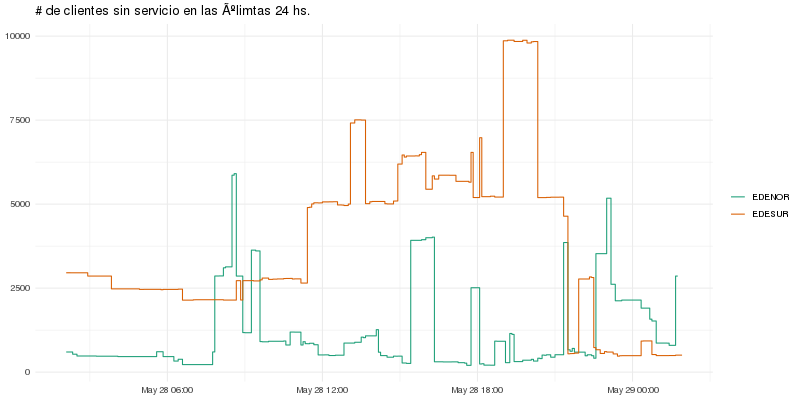 # de clientes sin servicio en las Ãºlimtas 24 hs.
10000
7500
5000
2500
0
May 28 06:00
May 28 12:00
May 28 18:00
May 29 00:00
EDENOR
EDESUR